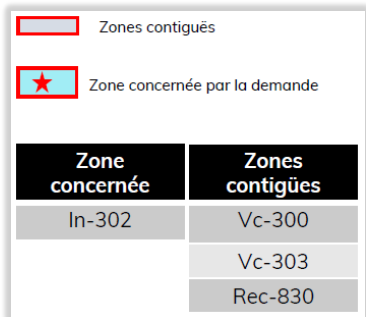 Zones contiguës
Zone concernée par la demande
Zone concernée Zones contigües
In-302 Vc-300
Vc-303
Rec-830